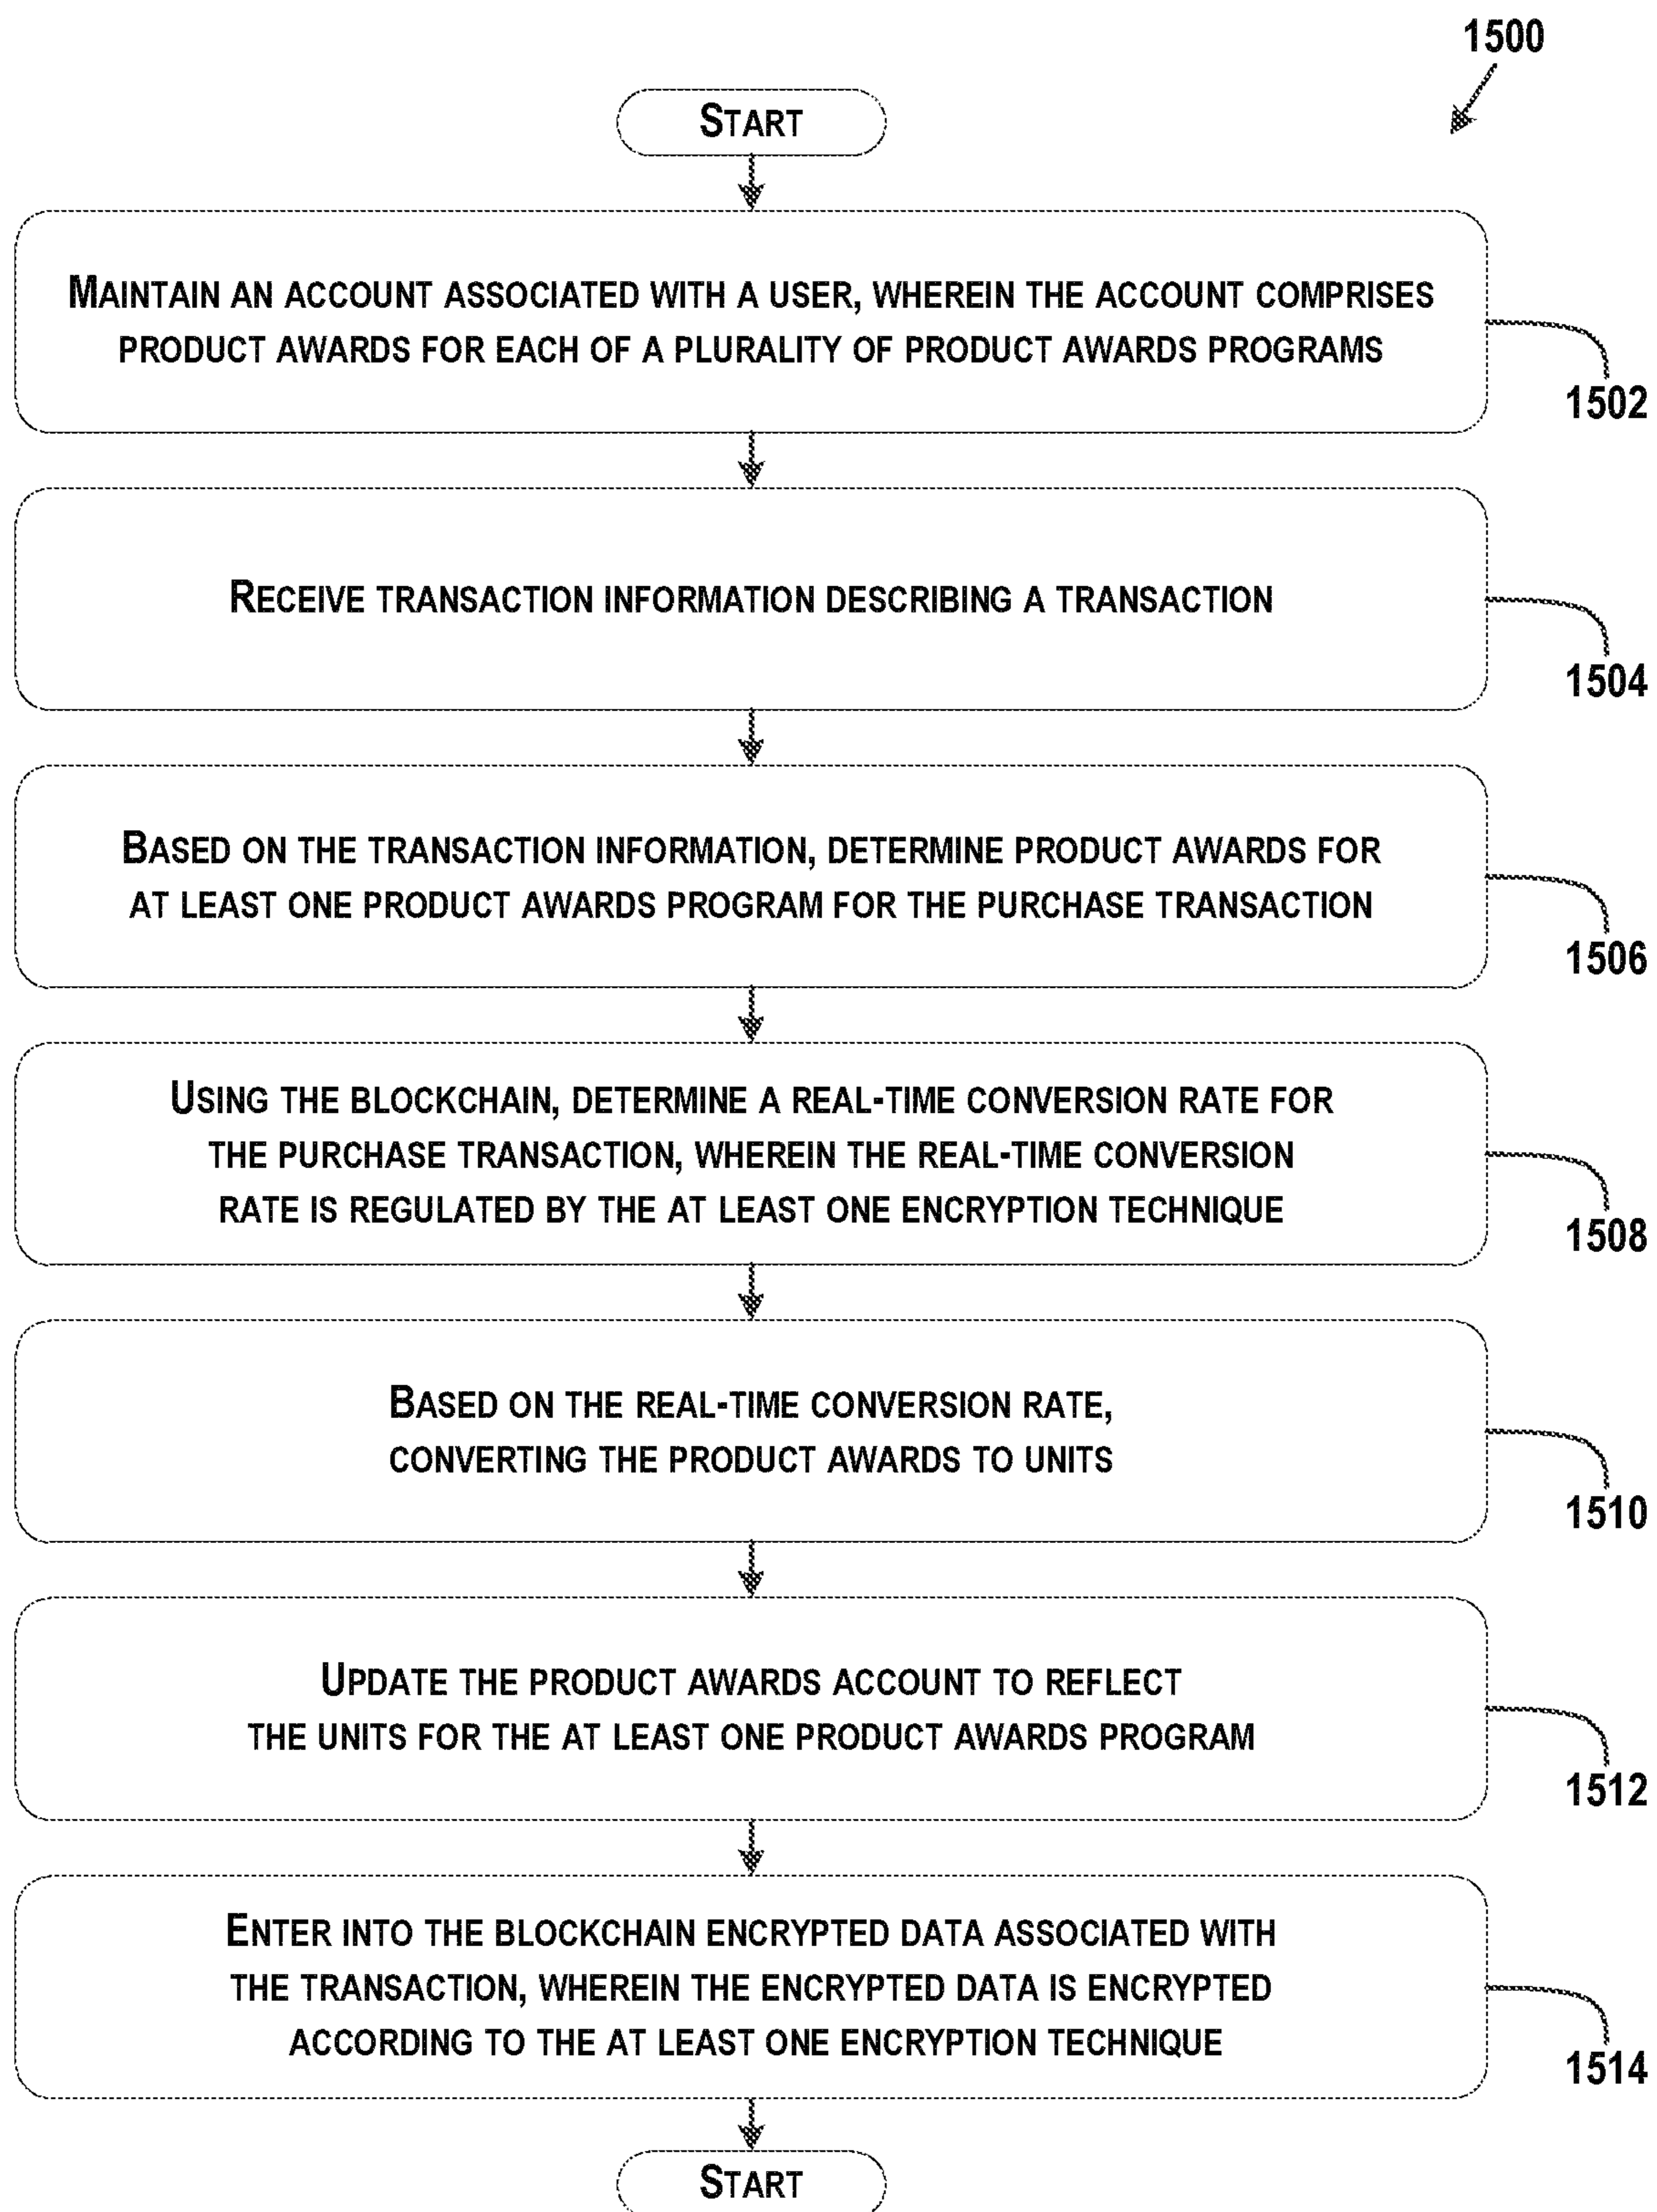 1500
START
MAINTAIN AN ACCOUNT ASSOCIATED WITH A USER, WHEREIN THE ACCOUNT COMPRISES
PRODUCT AWARDS FOR EACH OF A PLURALITY OF PRODUCT AWARDS PROGRAMS
1502
RECEIVE TRANSACTION INFORMATION DESCRIBING A TRANSACTION
1504
BASED ON THE TRANSACTION INFORMATION, DETERMINE PRODUCT AWARDS FOR
AT LEAST ONE PRODUCT AWARDS PROGRAM FOR THE PURCHASE TRANSACTION
1506
USING THE BLOCKCHAIN, DETERMINE A REAL-TIME CONVERSION RATE FOR
THE PURCHASE TRANSACTION, WHEREIN THE REAL-TIME CONVERSION
RATE IS REGULATED BY THE AT LEAST ONE ENCRYPTION TECHNIQUE
1508
BASED ON THE REAL-TIME CONVERSION RATE,
CONVERTING THE PRODUCT AWARDS TO UNITS
1510
UPDATE THE PRODUCT AWARDS ACCOUNT TO REFLECT
THE UNITS FOR THE AT LEAST ONE PRODUCT AWARDS PROGRAM
1512
ENTER INTO THE BLOCKCHAIN ENCRYPTED DATA ASSOCIATED WITH
THE TRANSACTION, WHEREIN THE ENCRYPTED DATA IS ENCRYPTED
ACCORDING TO THE AT LEAST ONE ENCRYPTION TECHNIQUE
1514
START